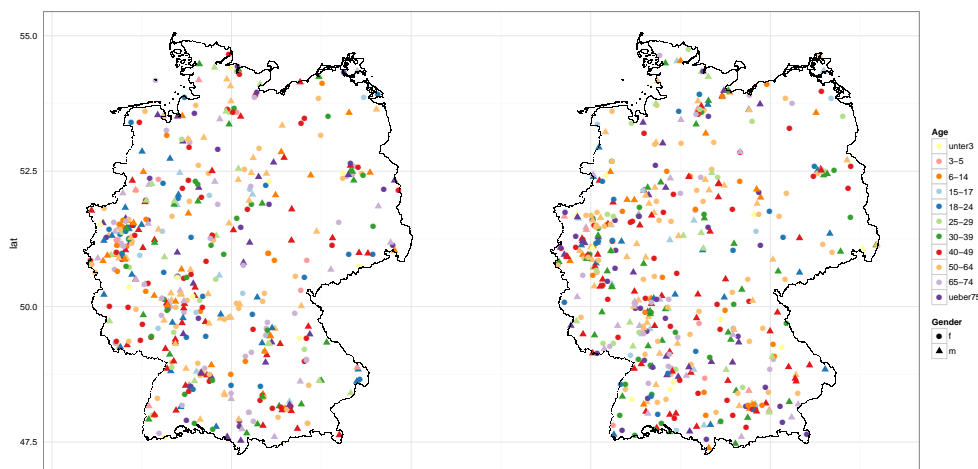 55.0
52.5
50.0
47.5
lat
Age
unter3
3–5
6–14
15–17
18–24
25–29
30–39
40–49
50–64
65–74
ueber75
Gender
f
m